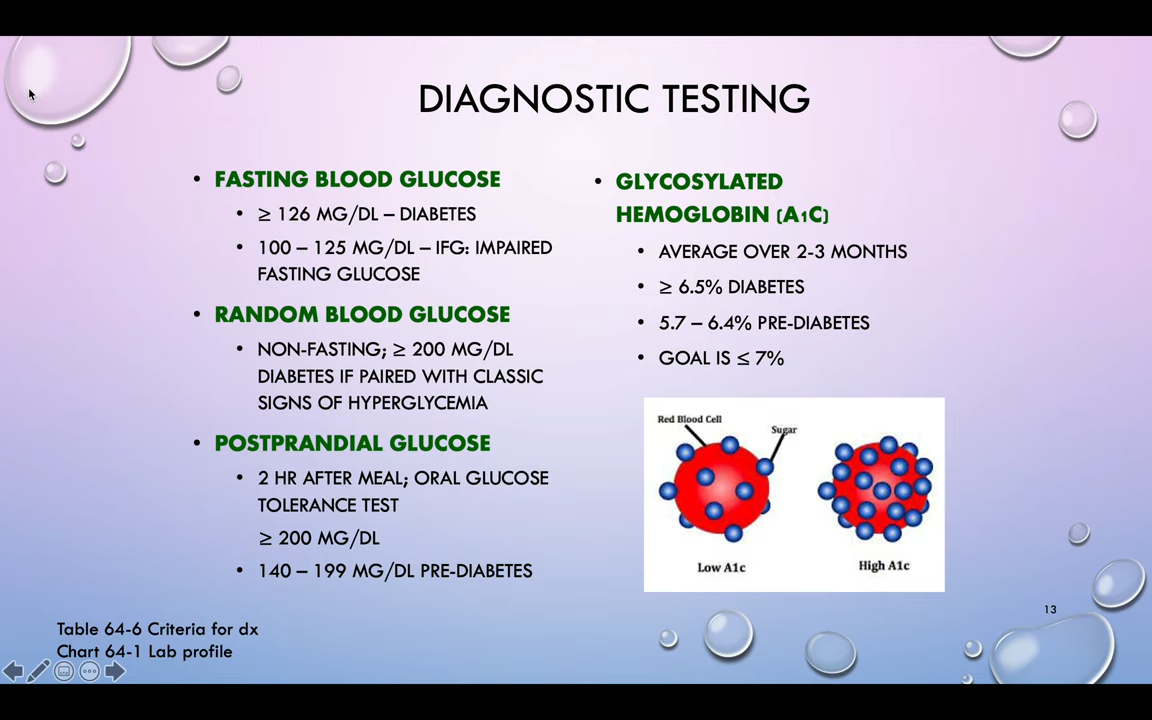 DIAGNOSTIC TESTING
• FASTING BLOOD GLUCOSE
• ≥ 126 MG/DL – DIABETES
• 100 – 125 MG/DL – IFG: IMPAIRED
FASTING GLUCOSE
• RANDOM BLOOD GLUCOSE
• NON-FASTING; ≥ 200 MG/DL
DIABETES IF PAIRED WITH CLASSIC
SIGNS OF HYPERGLYCEMIA
• POSTPRANDIAL GLUCOSE
• 2 HR AFTER MEAL; ORAL GLUCOSE
TOLERANCE TEST
≥ 200 MG/DL
• 140 – 199 MG/DL PRE-DIABETES
• GLYCOSYLATED
HEMOGLOBIN (A1C)
• AVERAGE OVER 2-3 MONTHS
• ≥ 6.5% DIABETES
• 5.7 – 6.4% PRE-DIABETES
• GOAL IS ≤ 7%
Red Blood Cell
Sugar
Low A1c
High A1c
13
Table 64-6 Criteria for dx
Chart 64-1 Lab profile